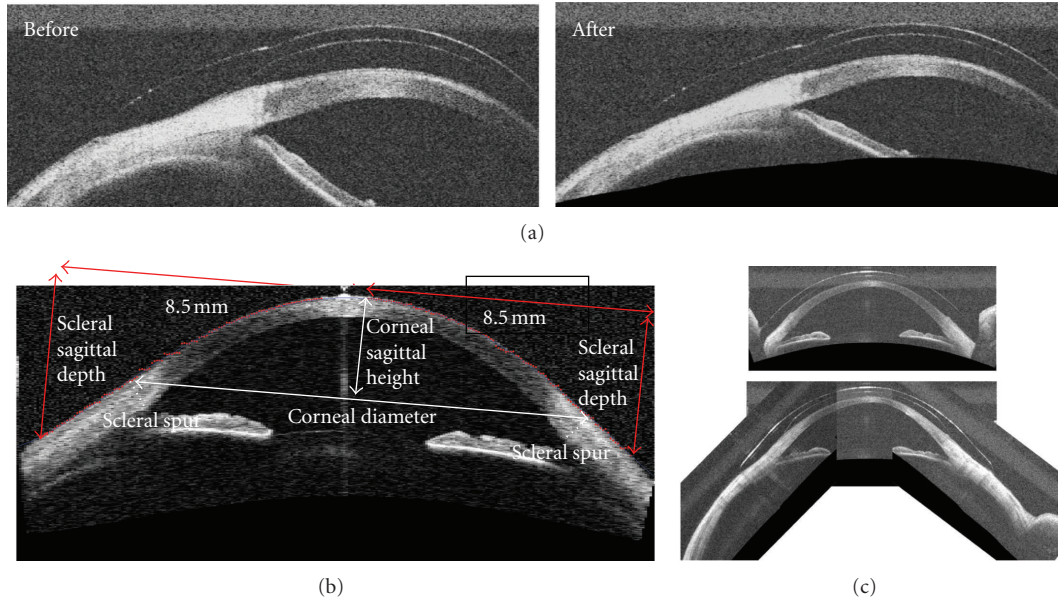 Before
After
(a)
8.5 mm
8.5 mm
Scleral
sagittal
depth
Corneal
sagittal
height
Scleral
sagittal
depth
Scleral spur
Corneal diameter
Scleral spur
(b)
(c)